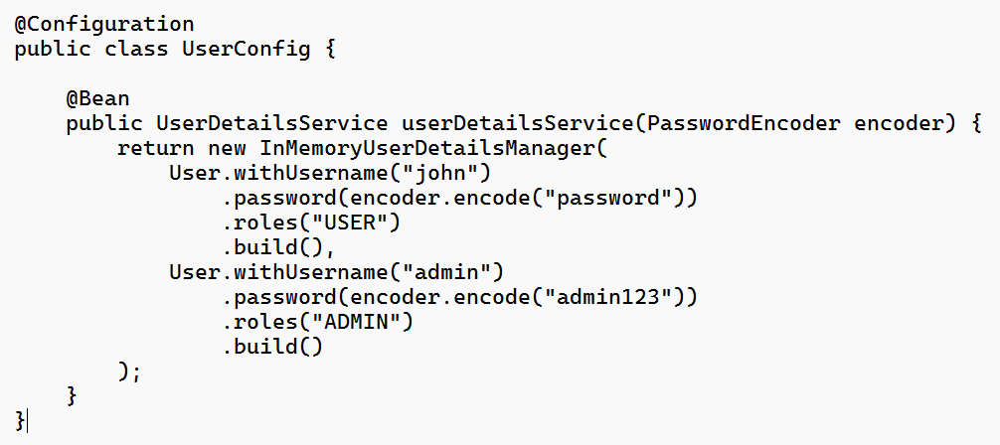 @Configuration
public class UserConfig {
@Bean
public UserDetailsService userDetailsService(PasswordEncoder encoder) {
return new InMemoryUserDetailsManager(
User.withUsername("john")
.password(encoder.encode("password"))
.roles("USER")
.build(),
User.withUsername("admin")
.password(encoder.encode("admin123"))
.roles("ADMIN")
.build()
);
}
}